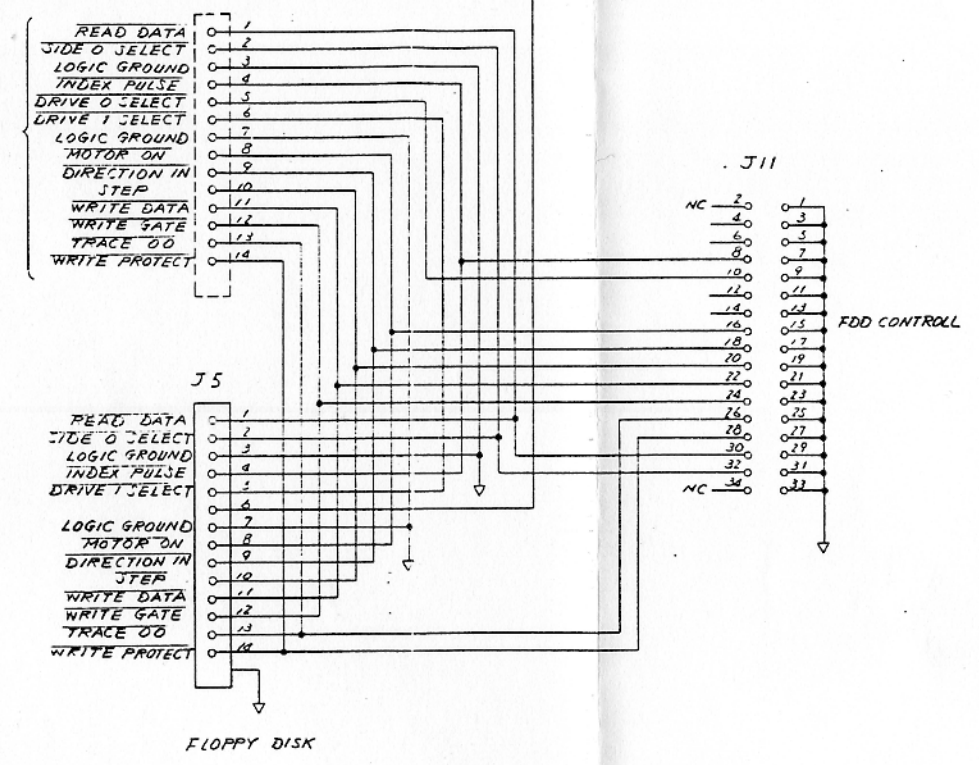 READ DATA 1
SIDE 0 SELECT 2
LOGIC GROUND 3
INDEX PULSE 4
DRIVE 0 SELECT 5
DRIVE 1 SELECT 6
LOGIC GROUND 7
MOTOR ON 8
DIRECTION IN 9
STEP 10
WRITE DATA 11
WRITE GATE 12
TRACE 00 13
WRITE PROTECT 14
J5
READ DATA 1
SIDE 0 SELECT 2
LOGIC GROUND 3
INDEX PULSE 4
DRIVE 1 SELECT 5
6
LOGIC GROUND 7
MOTOR ON 8
DIRECTION IN 9
STEP 10
WRITE DATA 11
WRITE GATE 12
TRACE 00 13
WRITE PROTECT 14
FLOPPY DISK
J11
NC 2 1
4 3
6 5
8 7
10 9
12 11
14 13
16 15
18 17
20 19
22 21
24 23
26 25
28 27
30 29
32 31
NC 34 33
FDD CONTROLL